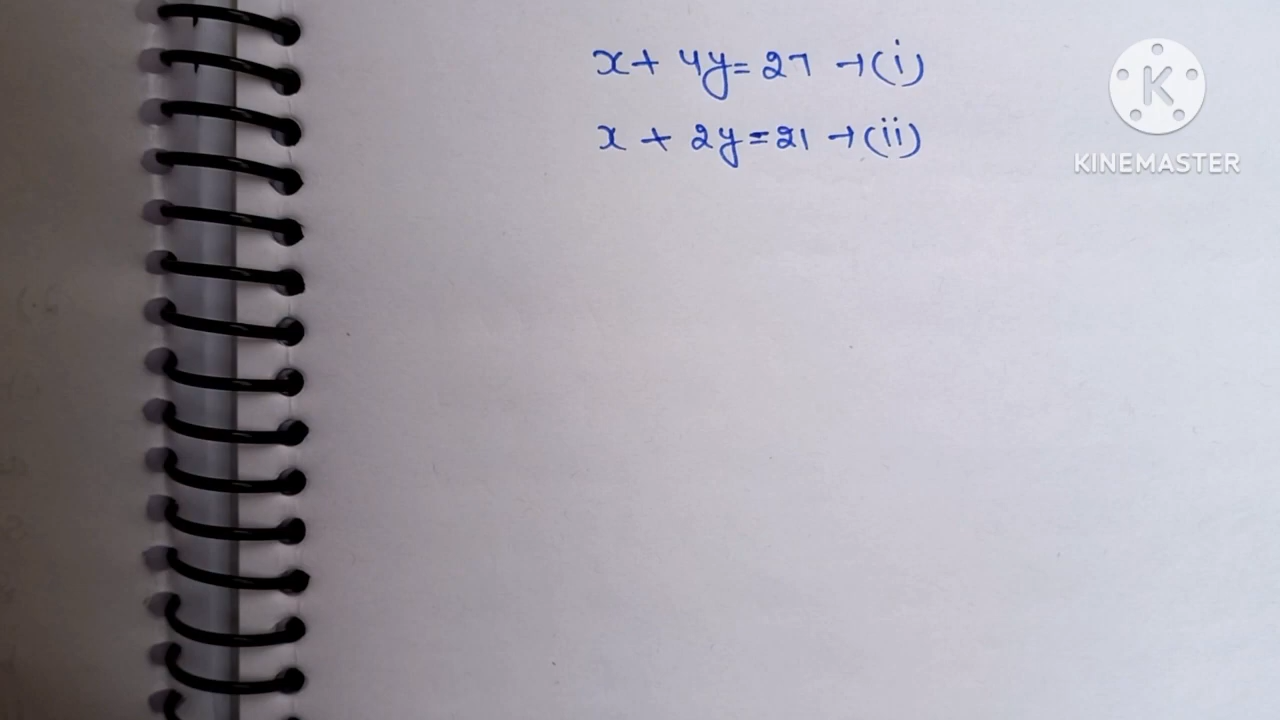 x + 4y = 27 → (i)
x + 2y = 21 → (ii)
K
KINEMASTER